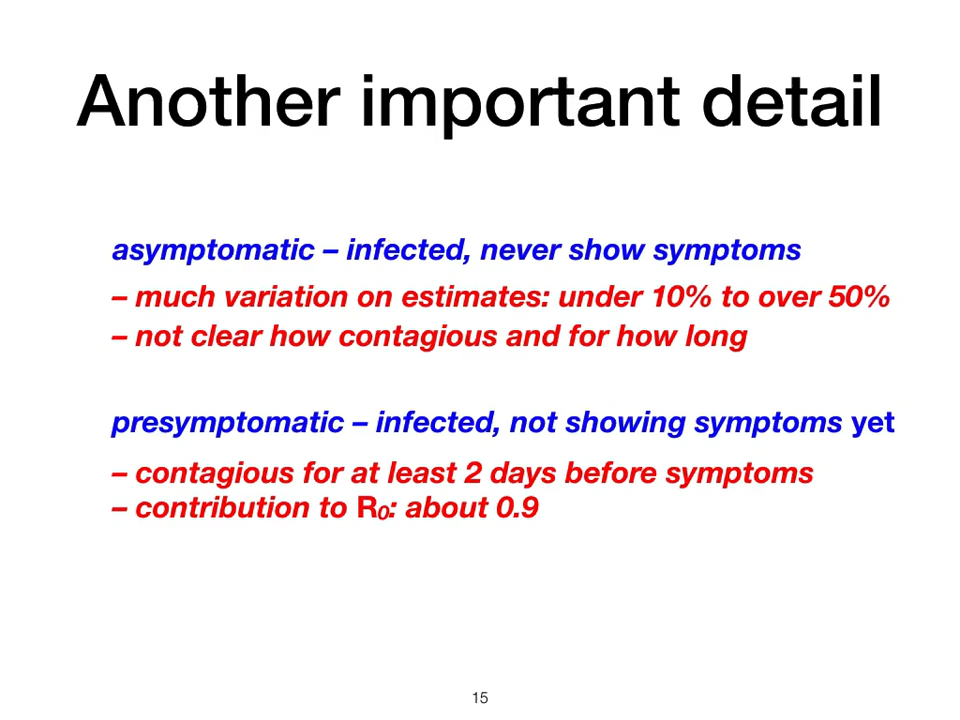 Another important detail
asymptomatic – infected, never show symptoms
– much variation on estimates: under 10% to over 50%
– not clear how contagious and for how long
presymptomatic – infected, not showing symptoms yet
– contagious for at least 2 days before symptoms
– contribution to R₀: about 0.9
15